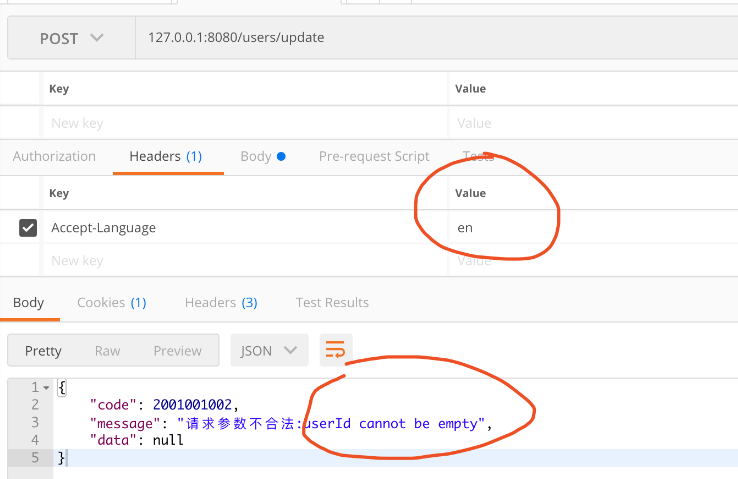 POST 127.0.0.1:8080/users/update
Key Value
New key Value
Authorization Headers (1) Body Pre-request Script Tests
Key Value
Accept-Language en
New key Value
Body Cookies (1) Headers (3) Test Results
Pretty Raw Preview JSON
1 {
2 "code": 2001001002,
3 "message": "请求参数不合法:userId cannot be empty",
4 "data": null
5 }